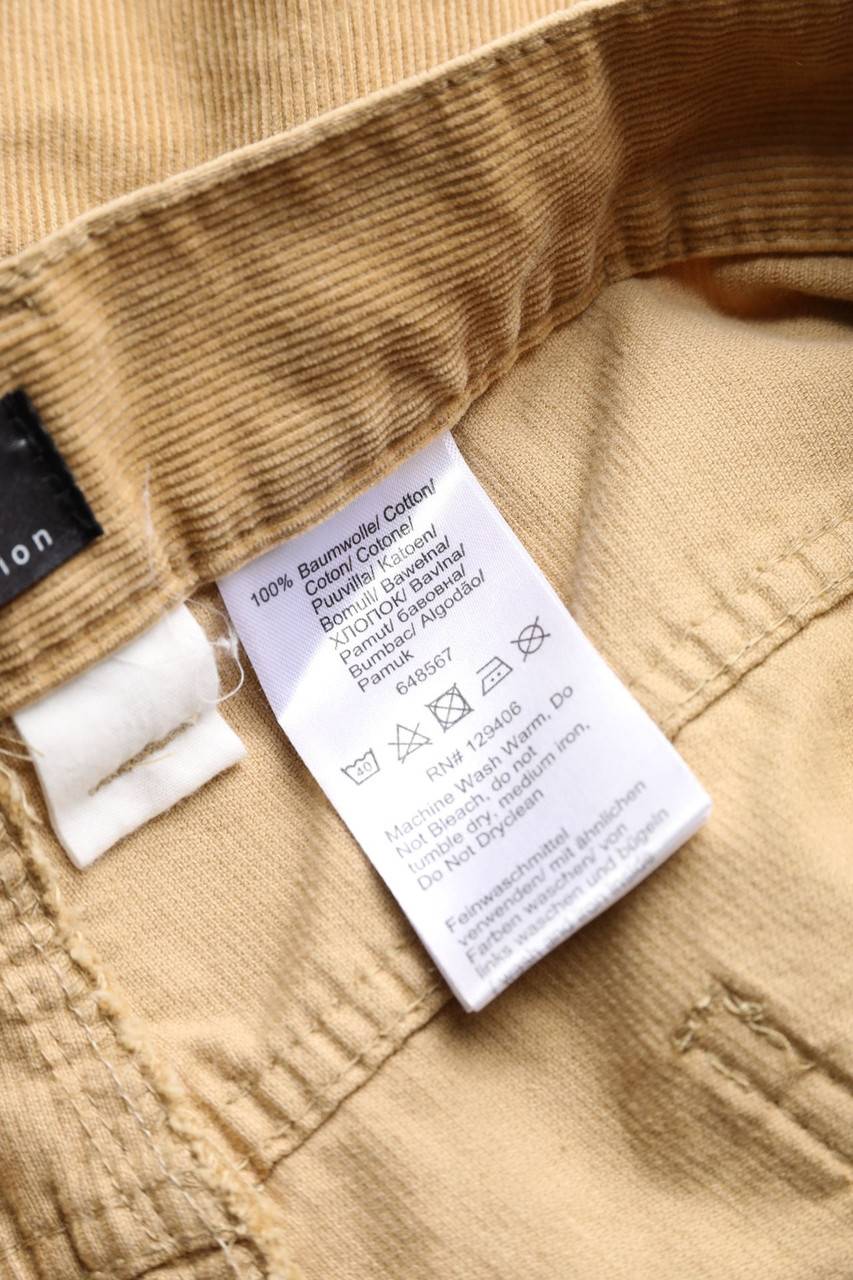 100% Baumwolle/ Cotton/
Coton/ Cotone/
Puuvilla/ Katoen/
Bomull/ Bawełna/
ХЛОПОК/ Bavlna/
Pamut/ бавовна/
Bumbac/ Algodão/
Pamuk
648567
40
RN# 129406
Machine Wash Warm, Do
Not Bleach, do not
tumble dry, medium iron,
Do Not Dryclean
Feinwaschmittel
verwenden/ mit ähnlichen
Farben waschen/ von
links waschen und bügeln